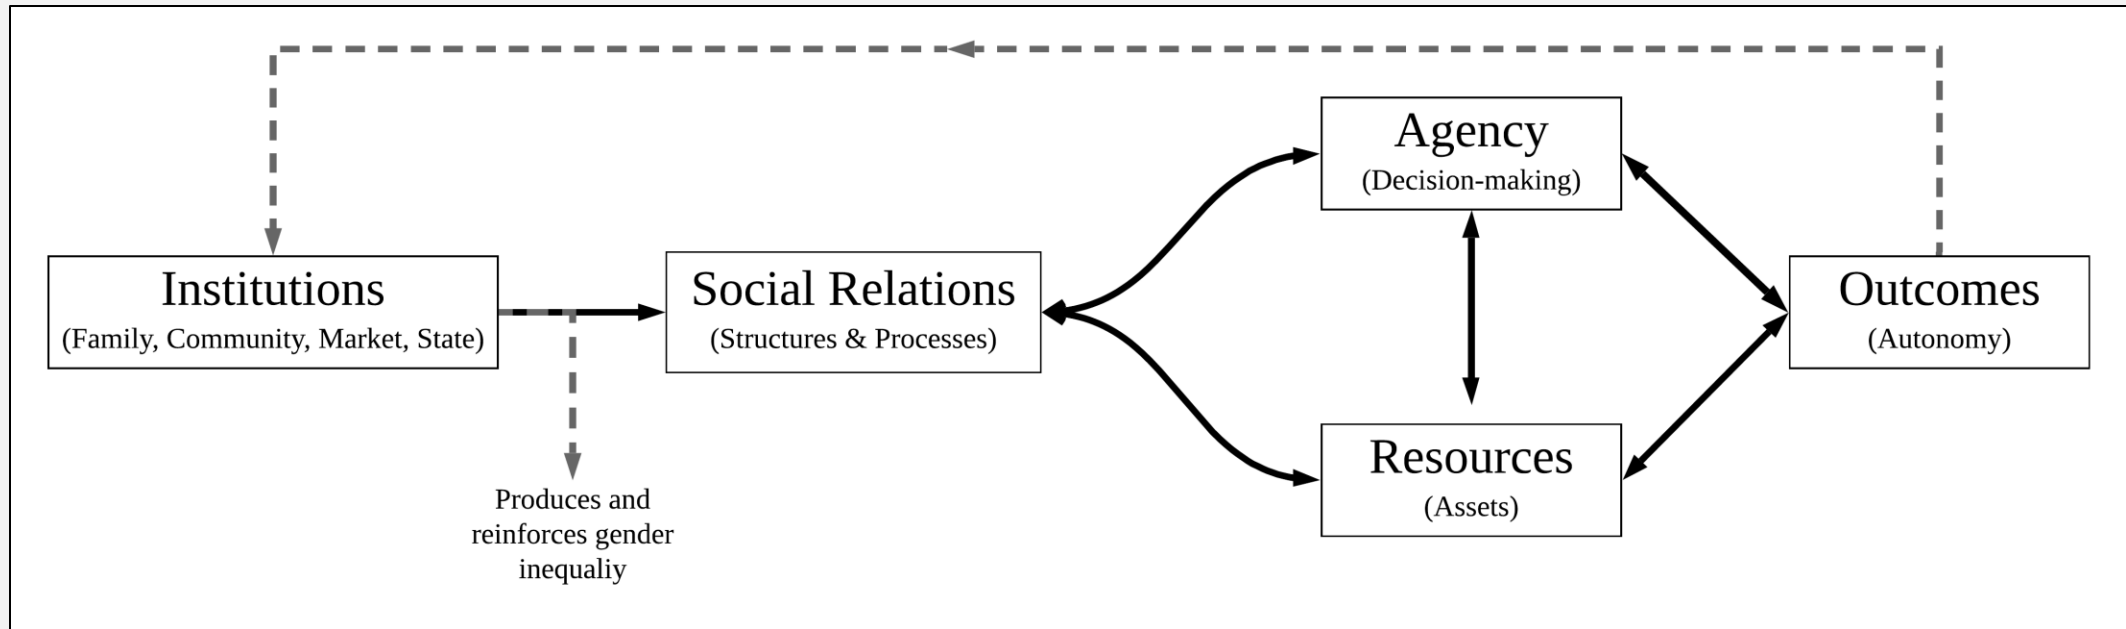 Institutions
(Family, Community, Market, State)
Produces and
reinforces gender
inequaliy
Social Relations
(Structures & Processes)
Agency
(Decision-making)
Resources
(Assets)
Outcomes
(Autonomy)